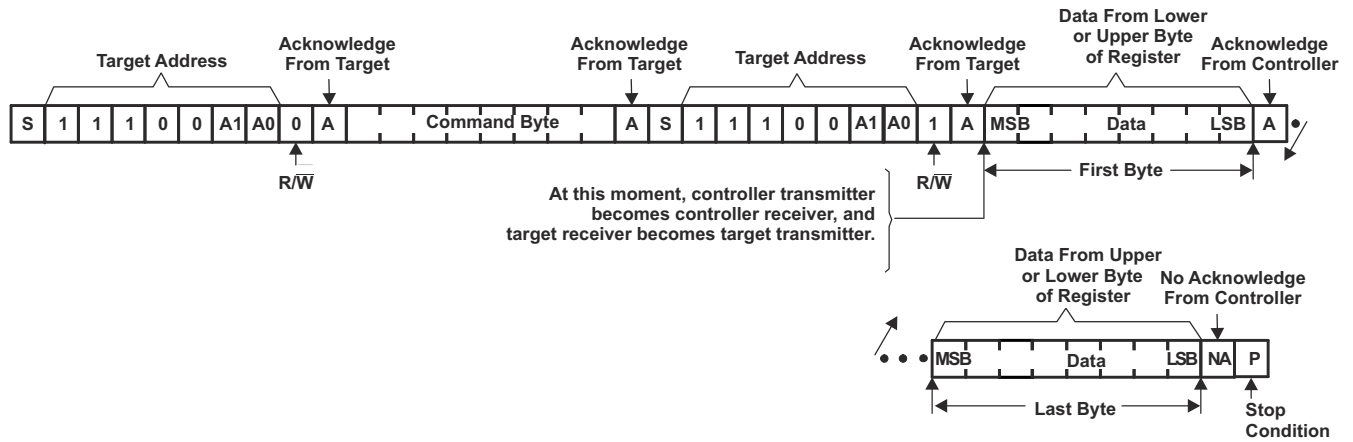 Target Address
Acknowledge
From Target
Acknowledge
From Target
Target Address
Acknowledge
From Target
Data From Lower
or Upper Byte
of Register
Acknowledge
From Controller
S 1 1 1 0 0 A1 A0 0 A Command Byte A S 1 1 1 0 0 A1 A0 1 A MSB Data LSB A
R/W̅
R/W̅
First Byte
At this moment, controller transmitter
becomes controller receiver, and
target receiver becomes target transmitter.
Data From Upper
or Lower Byte
of Register
No Acknowledge
From Controller
MSB Data LSB NA P
Last Byte
Stop
Condition